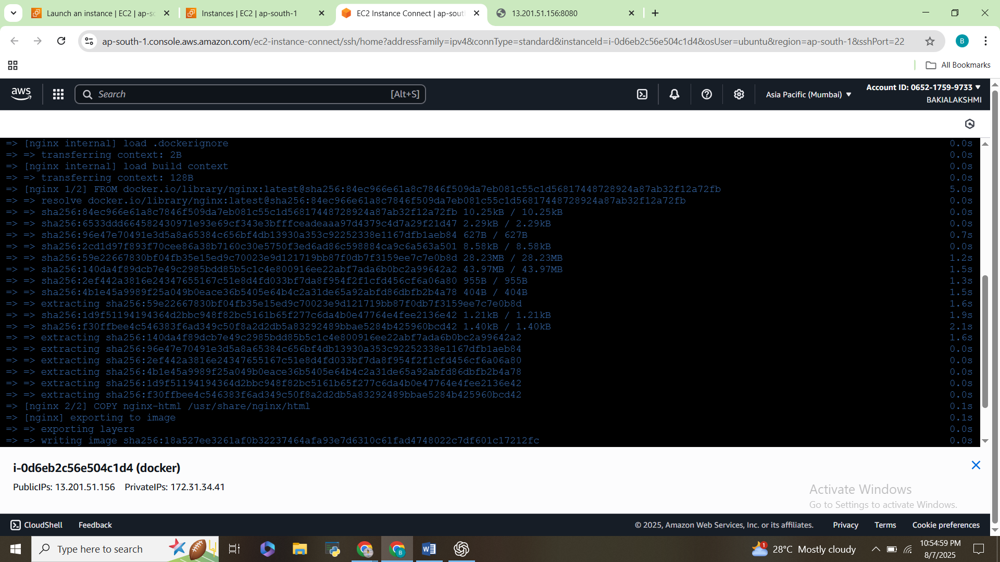 Launch an instance | EC2 | ap-sc
Instances | EC2 | ap-south-1
EC2 Instance Connect | ap-sout
13.201.51.156:8080
ap-south-1.console.aws.amazon.com/ec2-instance-connect/ssh/home?addressFamily=ipv4&connType=standard&instanceId=i-0d6eb2c56e504c1d4&osUser=ubuntu&region=ap-south-1&sshPort=22
B
All Bookmarks
aws
Search
[Alt+S]
Asia Pacific (Mumbai)
Account ID: 0652-1759-9733
BAKIALAKSHMI
=> [nginx internal] load .dockerignore 0.0s
=> => transferring context: 2B 0.0s
=> [nginx internal] load build context 0.0s
=> => transferring context: 128B 0.0s
=> [nginx 1/2] FROM docker.io/library/nginx:latest@sha256:84ec966e61a8c7846f509da7eb081c55c1d56817448728924a87ab32f12a72fb 5.0s
=> => resolve docker.io/library/nginx:latest@sha256:84ec966e61a8c7846f509da7eb081c55c1d56817448728924a87ab32f12a72fb 0.0s
=> => sha256:84ec966e61a8c7846f509da7eb081c55c1d56817448728924a87ab32f12a72fb 10.25kB / 10.25kB 0.0s
=> => sha256:6533ddd664582430971e93e69cf343e3bfffceadeaaa97d4379c4d7a29f21d47 2.29kB / 2.29kB 0.0s
=> => sha256:96e47e70491e3d5a8a65384c656bf4db13930a353c92252338e1167dfb1aeb84 627B / 627B 0.7s
=> => sha256:2cd1d97f893f70cee86a38b7160c30e5750f3ed6ad86c598884ca9c6a563a501 8.58kB / 8.58kB 0.0s
=> => sha256:59e22667830bf04fb35e15ed9c70023e9d121719bb87f0db7f3159ee7c7e0b8d 28.23MB / 28.23MB 1.2s
=> => sha256:140da4f89dcb7e49c2985bdd85b5c1c4e800916ee22abf7ada6b0bc2a99642a2 43.97MB / 43.97MB 1.5s
=> => sha256:2ef442a3816e24347655167c51e8d4fd033bf7da8f954f2f1cfd456cf6a06a80 955B / 955B 1.3s
=> => sha256:4b1e45a9989f25a049b0eace36b5405e64b4c2a31de65a92abfd86dbfb2b4a78 404B / 404B 1.5s
=> => extracting sha256:59e22667830bf04fb35e15ed9c70023e9d121719bb87f0db7f3159ee7c7e0b8d 1.6s
=> => sha256:1d9f51194194364d2bbc948f82bc5161b65f277c6da4b0e47764e4fee2136e42 1.21kB / 1.21kB 1.9s
=> => sha256:f30ffbee4c546383f6ad349c50f8a2d2db5a83292489bbae5284b425960bcd42 1.40kB / 1.40kB 2.1s
=> => extracting sha256:140da4f89dcb7e49c2985bdd85b5c1c4e800916ee22abf7ada6b0bc2a99642a2 1.6s
=> => extracting sha256:96e47e70491e3d5a8a65384c656bf4db13930a353c92252338e1167dfb1aeb84 0.0s
=> => extracting sha256:2ef442a3816e24347655167c51e8d4fd033bf7da8f954f2f1cfd456cf6a06a80 0.0s
=> => extracting sha256:4b1e45a9989f25a049b0eace36b5405e64b4c2a31de65a92abfd86dbfb2b4a78 0.0s
=> => extracting sha256:1d9f51194194364d2bbc948f82bc5161b65f277c6da4b0e47764e4fee2136e42 0.0s
=> => extracting sha256:f30ffbee4c546383f6ad349c50f8a2d2db5a83292489bbae5284b425960bcd42 0.0s
=> [nginx 2/2] COPY nginx-html /usr/share/nginx/html 0.1s
=> [nginx] exporting to image 0.1s
=> => exporting layers 0.0s
=> => writing image sha256:18a527ee3261af0b32237464afa93e7d6310c61fad4748022c7df601c17212fc 0.0s
i-0d6eb2c56e504c1d4 (docker)
PublicIPs: 13.201.51.156 PrivateIPs: 172.31.34.41
Activate Windows
Go to Settings to activate Windows.
CloudShell
Feedback
© 2025, Amazon Web Services, Inc. or its affiliates.
Privacy
Terms
Cookie preferences
Type here to search
1
28°C Mostly cloudy
10:54:59 PM
8/7/2025